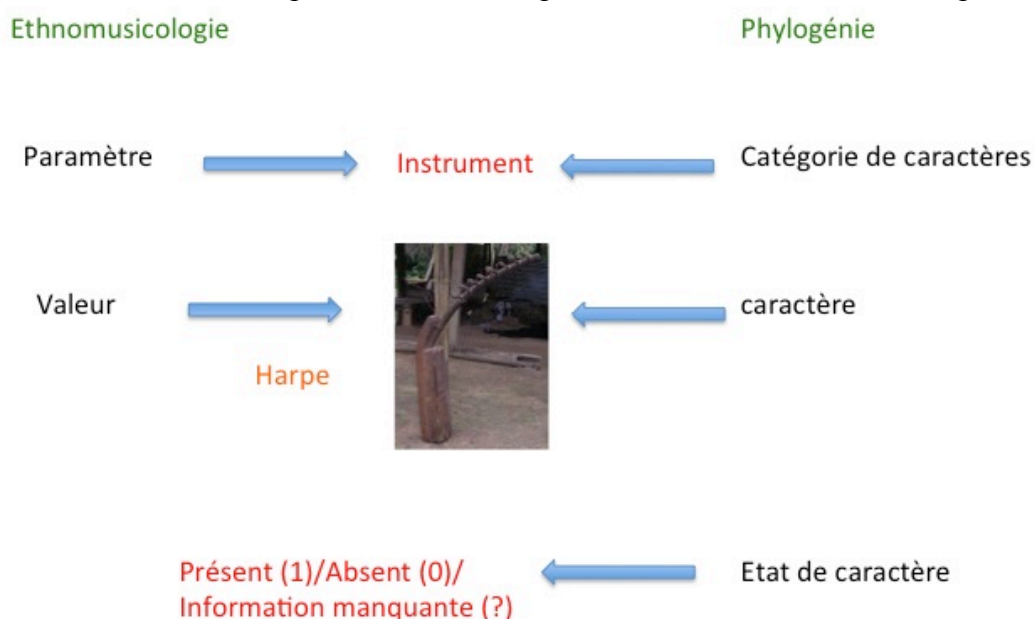 Ethnomusicologie
Phylogénie
Paramètre
Instrument
Catégorie de caractères
Valeur
caractère
Harpe
Présent (1)/Absent (0)/
Information manquante (?)
Etat de caractère